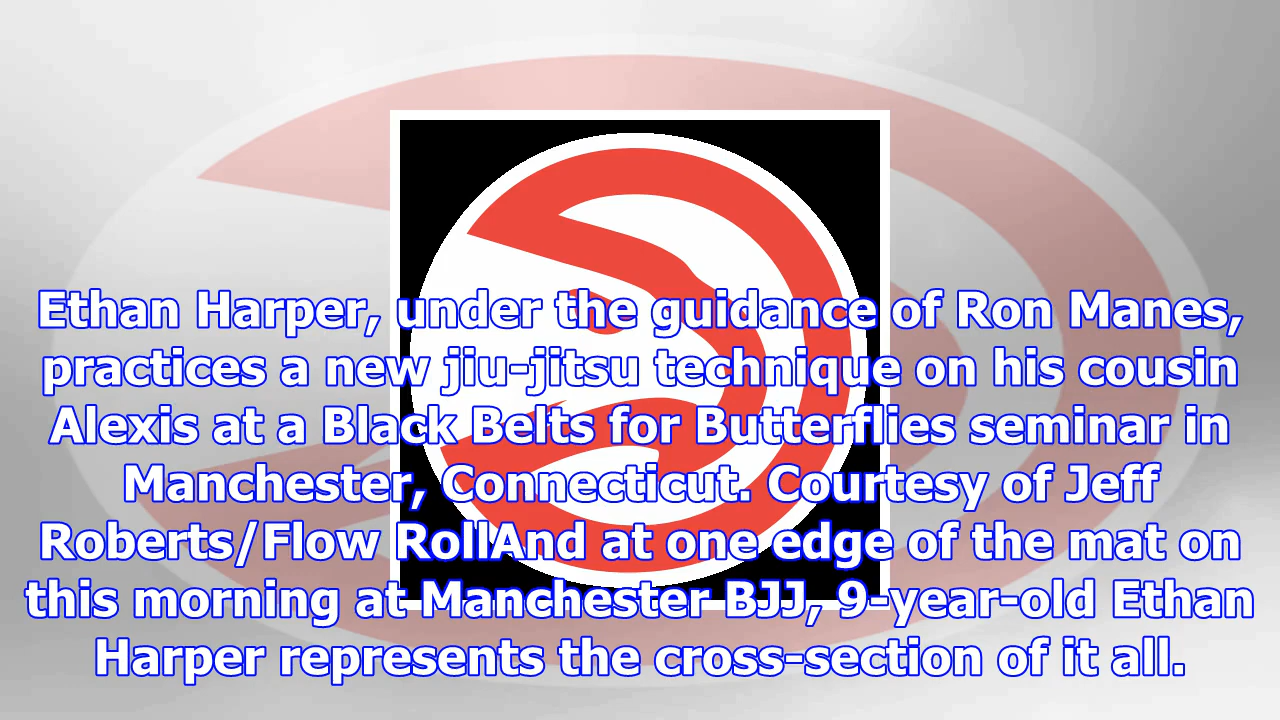 Ethan Harper, under the guidance of Ron Manes,
practices a new jiu-jitsu technique on his cousin
Alexis at a Black Belts for Butterflies seminar in
Manchester, Connecticut. Courtesy of Jeff
Roberts/Flow RollAnd at one edge of the mat on
this morning at Manchester BJJ, 9-year-old Ethan
Harper represents the cross-section of it all.